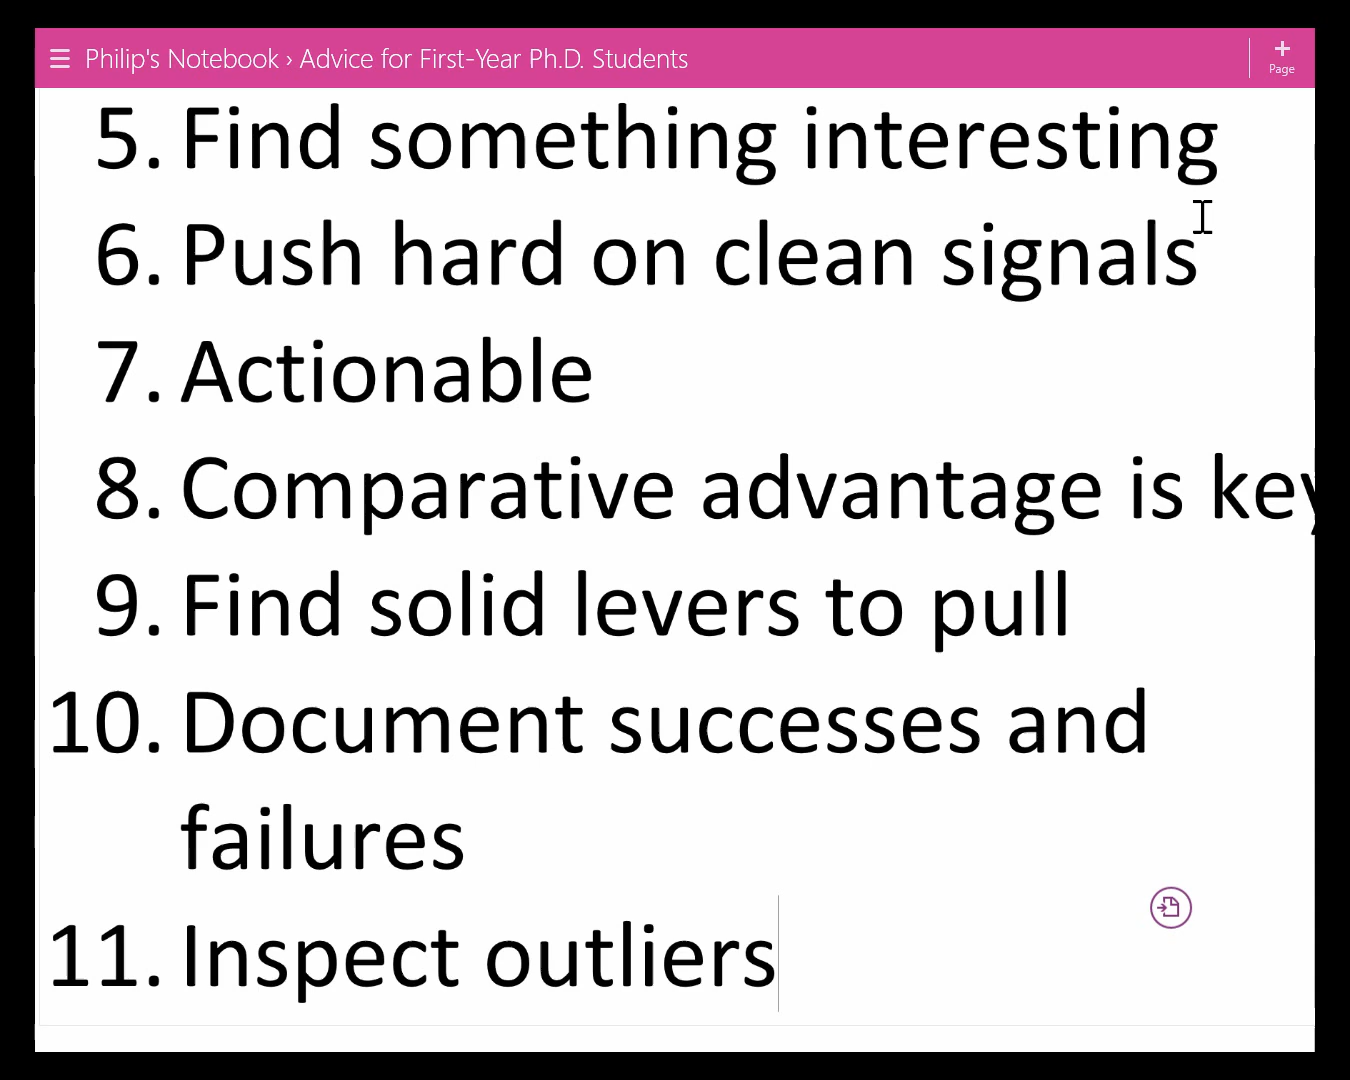 Philip's Notebook › Advice for First-Year Ph.D. Students
Page
5. Find something interesting
6. Push hard on clean signals
7. Actionable
8. Comparative advantage is key
9. Find solid levers to pull
10. Document successes and
failures
11. Inspect outliers